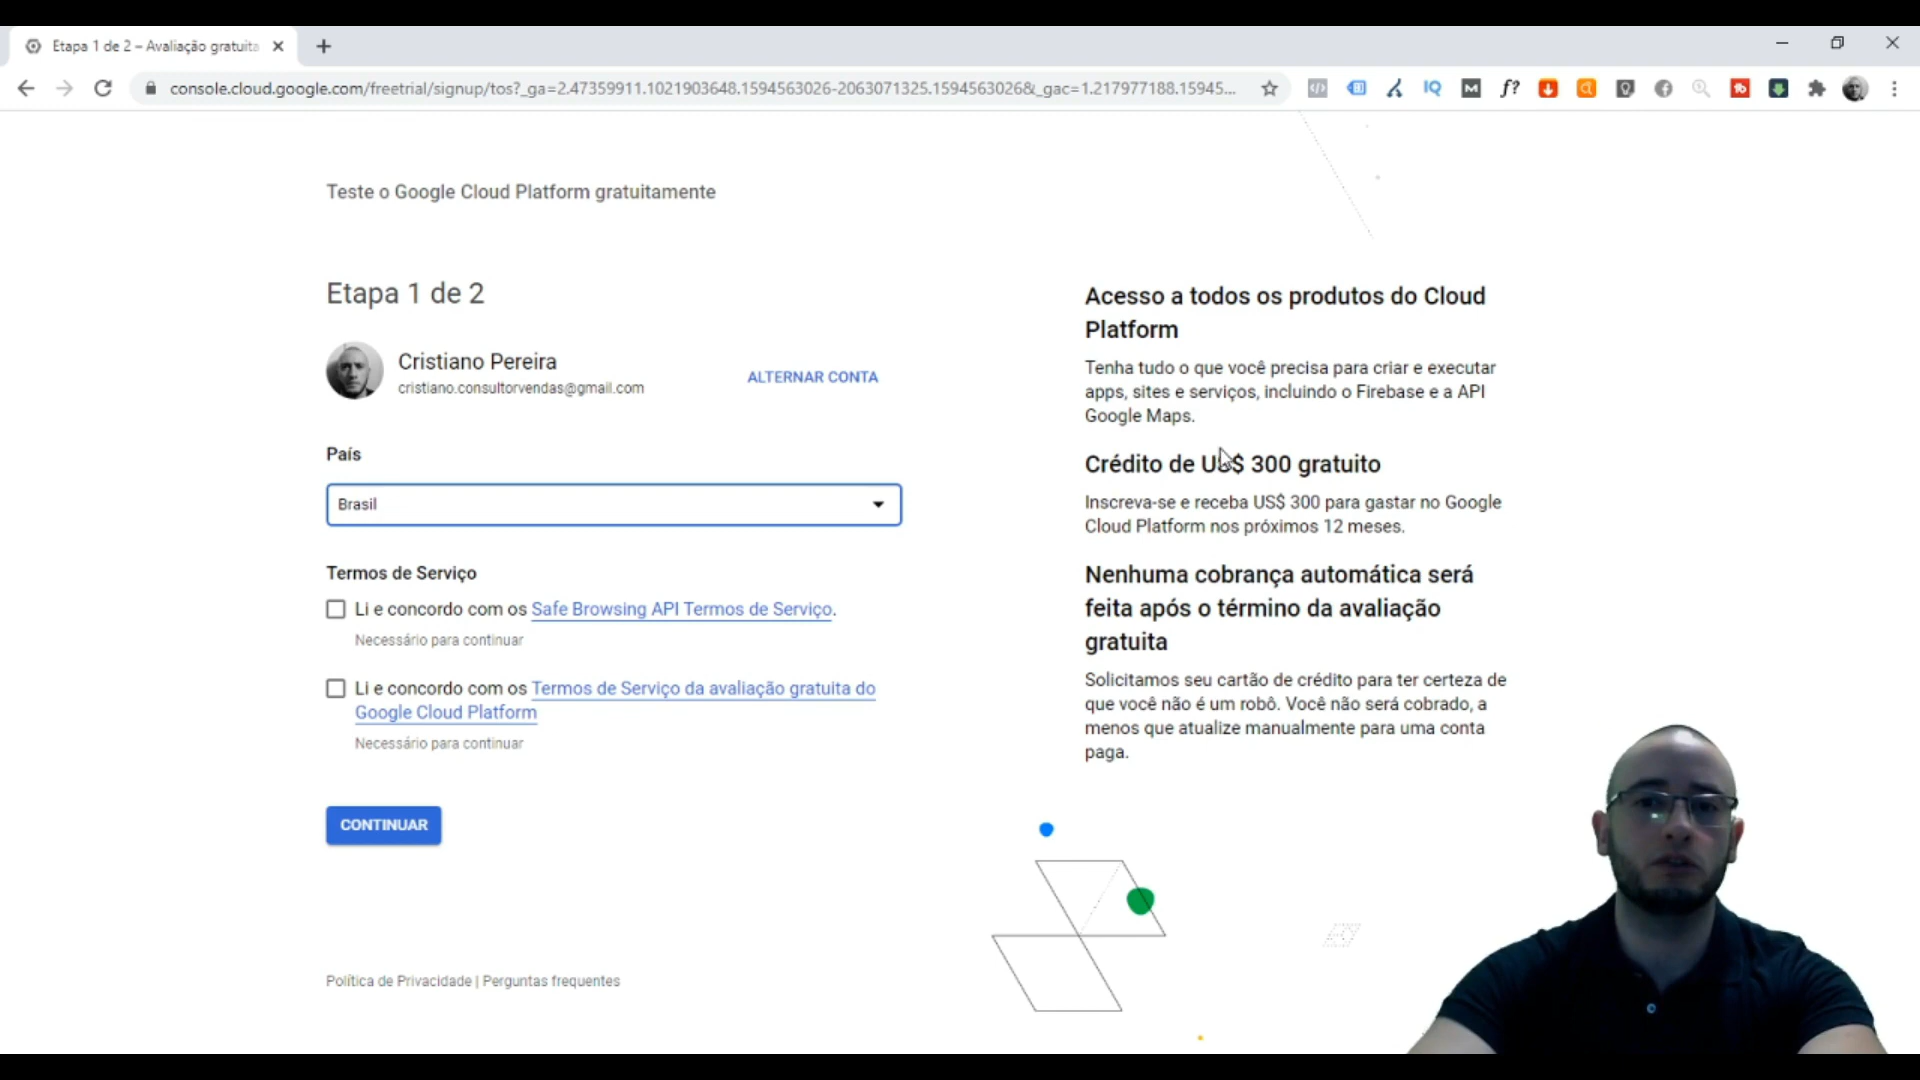 Etapa 1 de 2 – Avaliação gratuita
console.cloud.google.com/freetrial/signup/tos?_ga=2.47359911.1021903648.1594563026-2063071325.1594563026&_gac=1.217977188.15945...
IQ
M
f?
Teste o Google Cloud Platform gratuitamente
Etapa 1 de 2
Cristiano Pereira
cristiano.consultorvendas@gmail.com
ALTERNAR CONTA
País
Brasil
Termos de Serviço
Li e concordo com os Safe Browsing API Termos de Serviço.
Necessário para continuar
Li e concordo com os Termos de Serviço da avaliação gratuita do
Google Cloud Platform
Necessário para continuar
CONTINUAR
Política de Privacidade | Perguntas frequentes
Acesso a todos os produtos do Cloud
Platform
Tenha tudo o que você precisa para criar e executar
apps, sites e serviços, incluindo o Firebase e a API
Google Maps.
Crédito de US$ 300 gratuito
Inscreva-se e receba US$ 300 para gastar no Google
Cloud Platform nos próximos 12 meses.
Nenhuma cobrança automática será
feita após o término da avaliação
gratuita
Solicitamos seu cartão de crédito para ter certeza de
que você não é um robô. Você não será cobrado, a
menos que atualize manualmente para uma conta
paga.